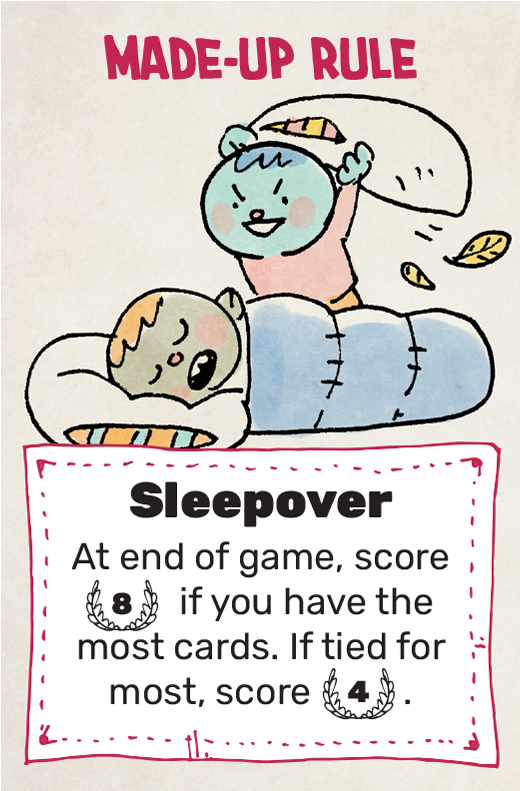 MADE-UP RULE
Sleepover
At end of game, score
8 if you have the
most cards. If tied for
most, score 4.